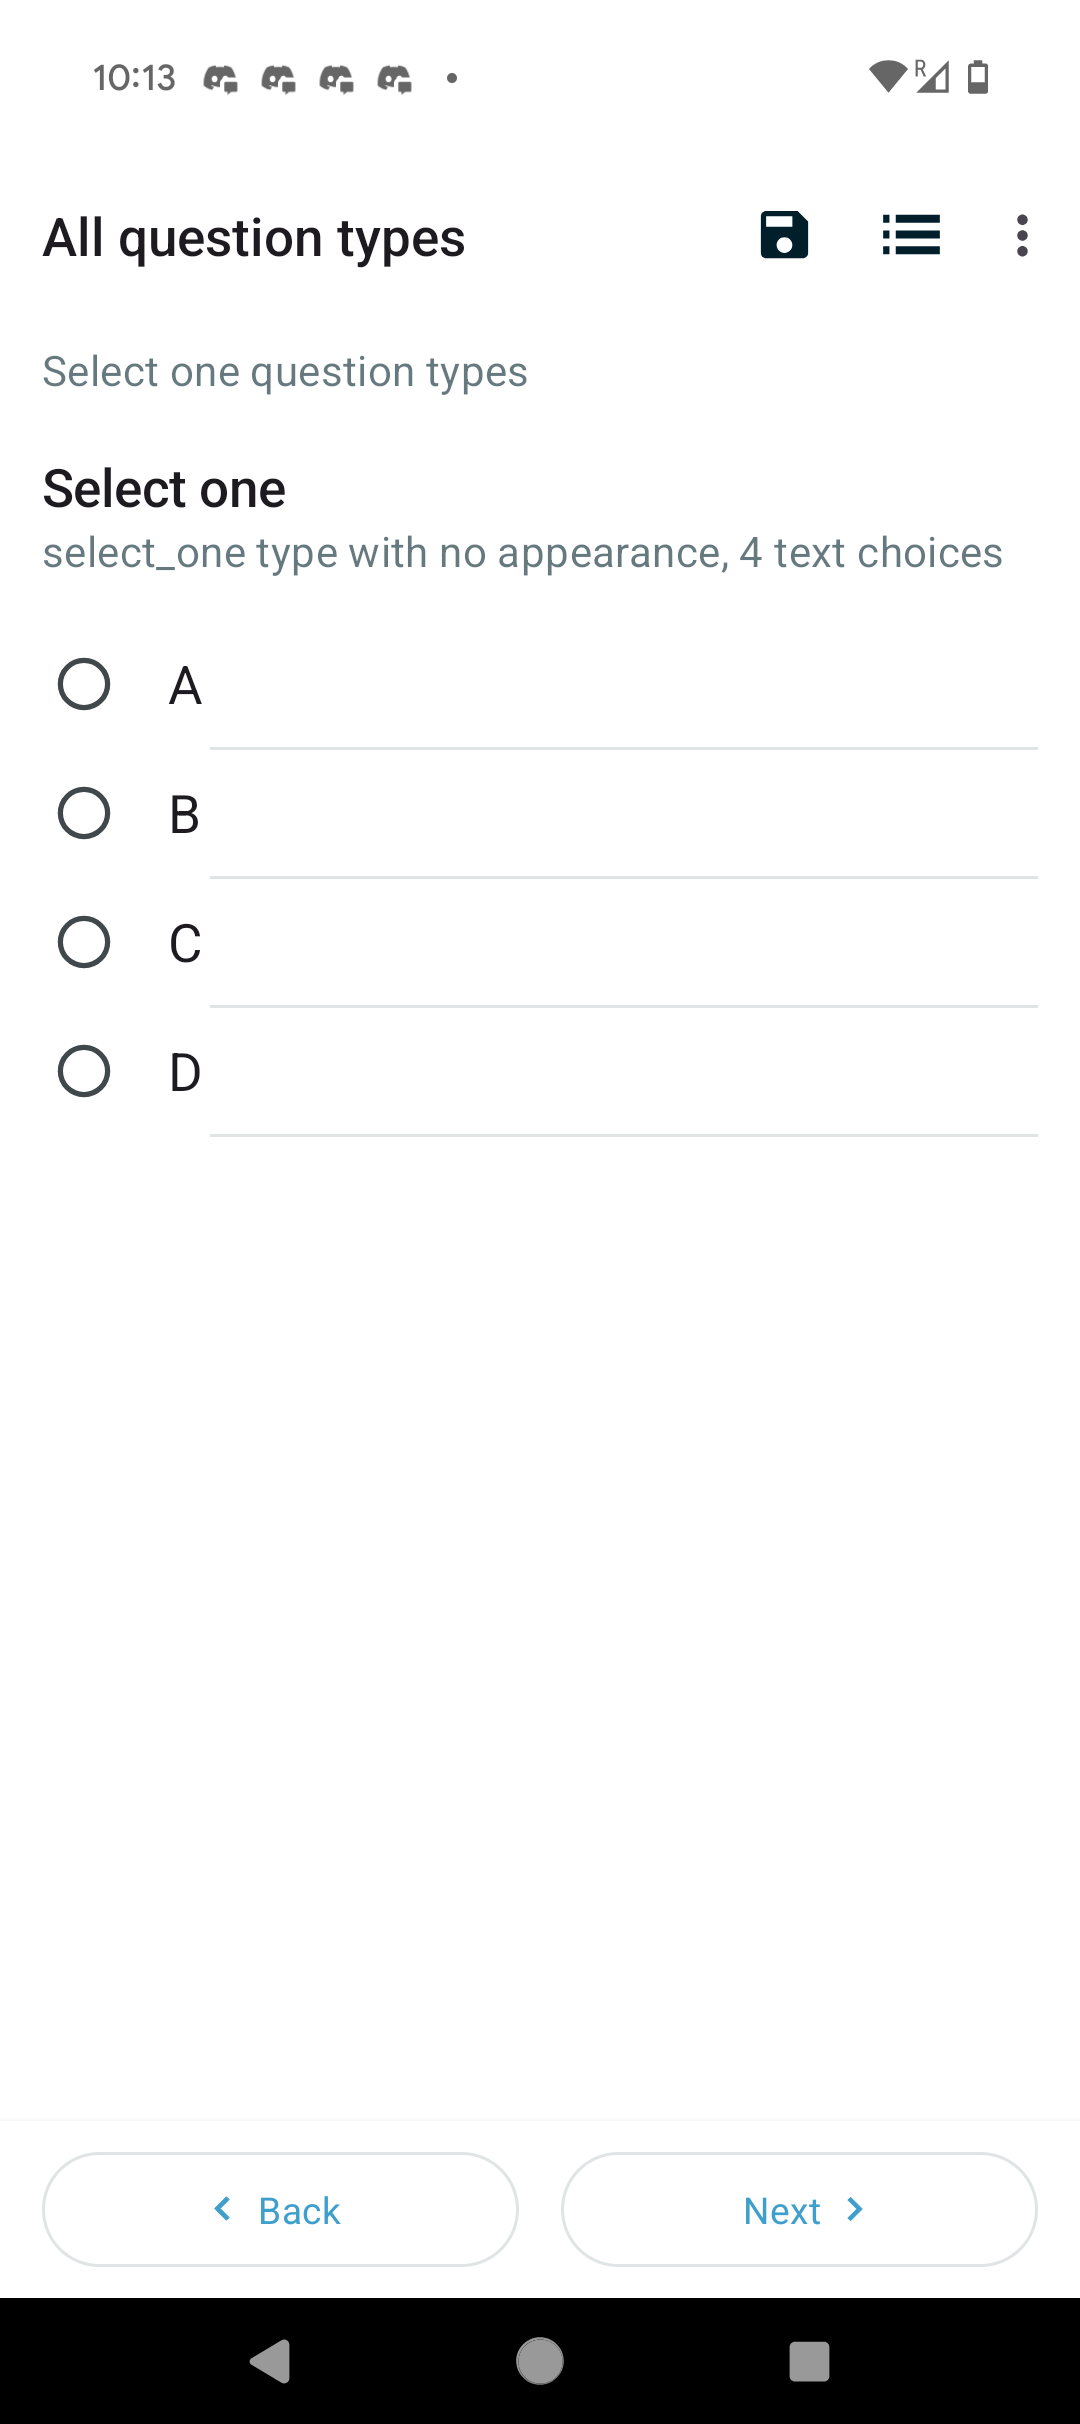 10:13
R
All question types
Select one question types
Select one
select_one type with no appearance, 4 text choices
A
B
C
D
Back
Next